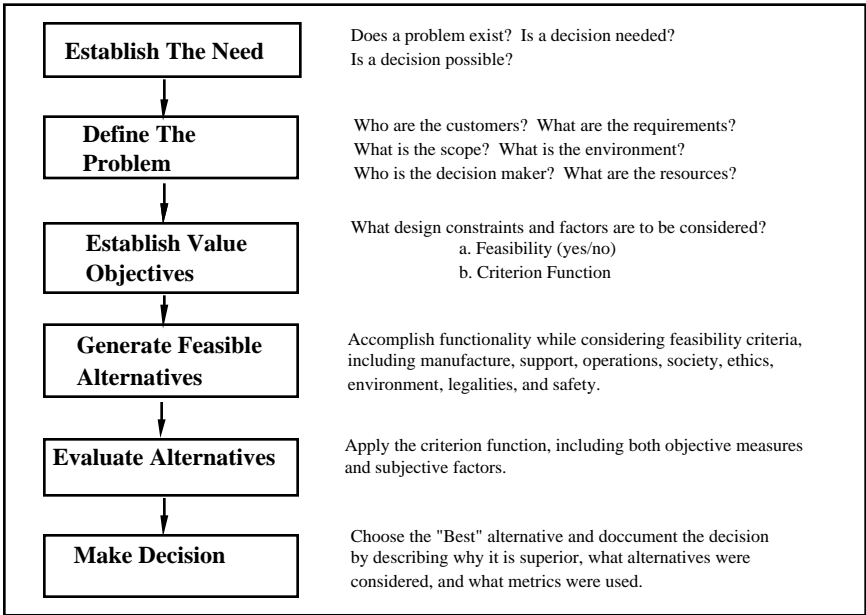 Establish The Need
Does a problem exist?  Is a decision needed?
Is a decision possible?
Define The
Problem
Who are the customers?  What are the requirements?
What is the scope?  What is the environment?
Who is the decision maker?  What are the resources?
Establish Value
Objectives
What design constraints and factors are to be considered?
a. Feasibility (yes/no)
b. Criterion Function
Generate Feasible
Alternatives
Accomplish functionality while considering feasibility criteria,
including manufacture, support, operations, society, ethics,
environment, legalities, and safety.
Evaluate Alternatives
Apply the criterion function, including both objective measures
and subjective factors.
Make Decision
Choose the "Best" alternative and doccument the decision
by describing why it is superior, what alternatives were
considered, and what metrics were used.